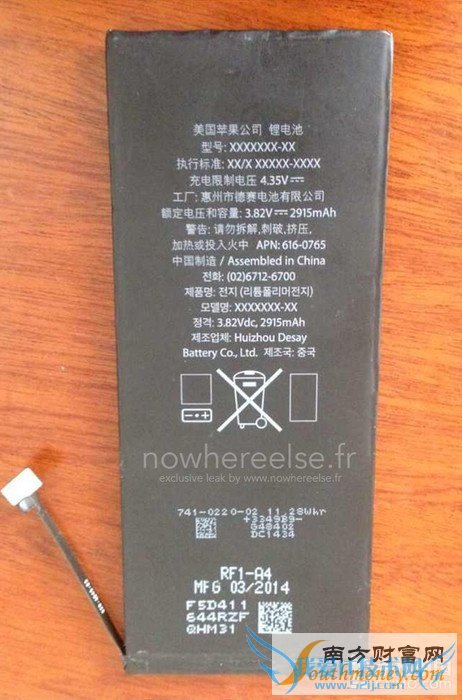 美国苹果公司 锂电池
型号: XXXXXXX-XX
执行标准: XX/X XXXXX-XXXX
充电限制电压 4.35V⎓
工厂: 惠州市德赛电池有限公司
额定电压和容量: 3.82V⎓ 2915mAh
警告: 请勿拆解,刺破,挤压,
加热或投入火中 APN: 616-0765
中国制造 / Assembled in China
전화: (02)6712-6700
제품명: 전지 (리튬폴리머전지)
모델명: XXXXXXX-XX
정격: 3.82Vdc, 2915mAh
제조업체: Huizhou Desay
Battery Co., Ltd. 제조국: 중국
nowhereelse.fr
exclusive leak by www.nowhereelse.fr
741-0220-02 11.28Whr
+3349B9-
G48402
DC1434
RF1-A4
MFG 03/2014
F5D411
644RZF
QHM31
南方财富网
outhmoney.com